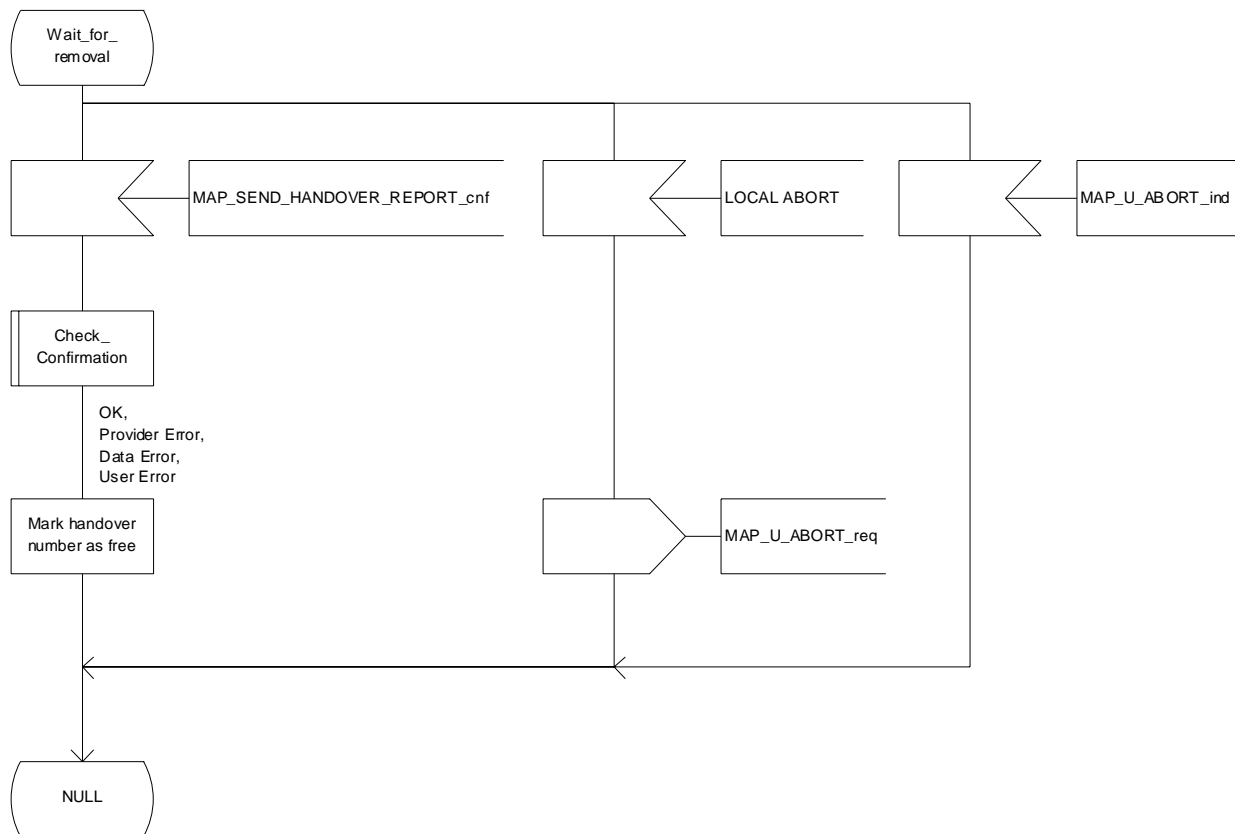 Wait_for_
removal
MAP_SEND_HANDOVER_REPORT_cnf
LOCAL ABORT
MAP_U_ABORT_ind
Check_
Confirmation
OK,
Provider Error,
Data Error,
User Error
Mark handover
number as free
MAP_U_ABORT_req
NULL